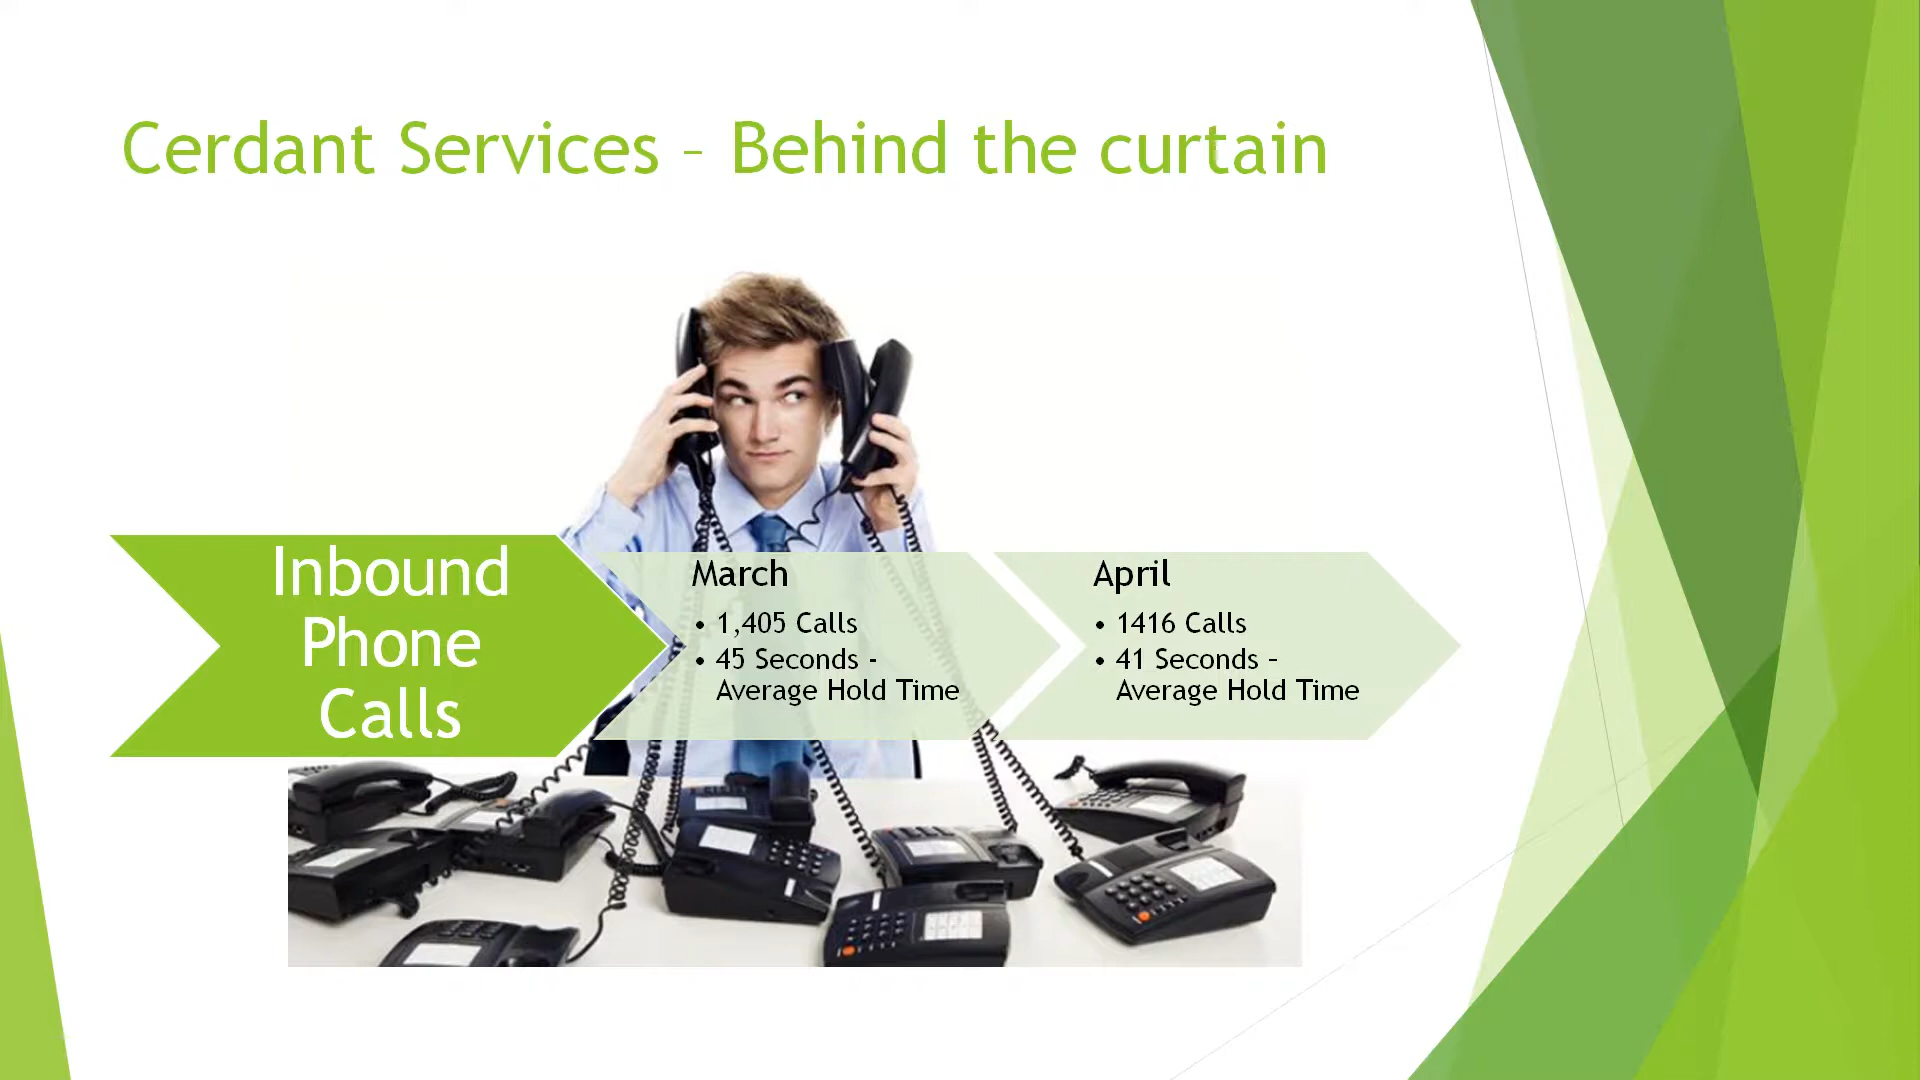 Cerdant Services – Behind the curtain
Inbound
Phone
Calls
March
• 1,405 Calls
• 45 Seconds -
Average Hold Time
April
• 1416 Calls
• 41 Seconds –
Average Hold Time